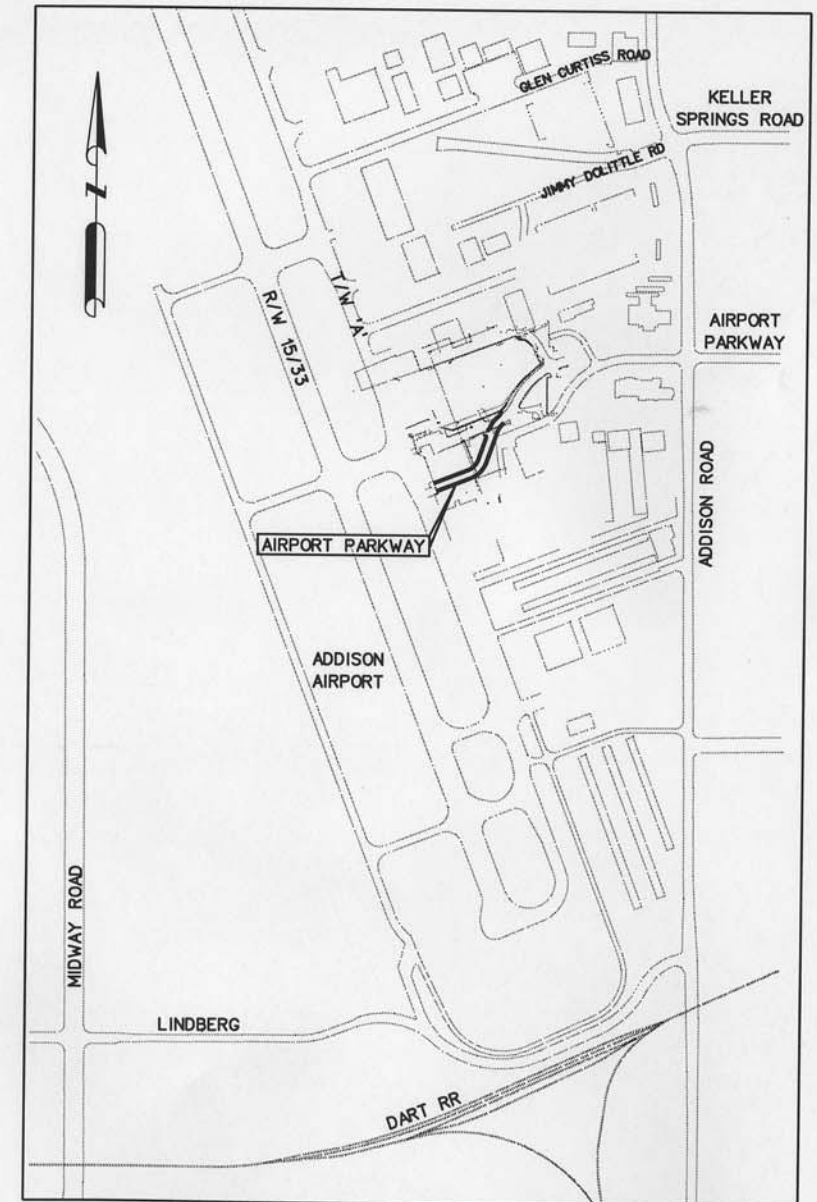 GLEN CURTISS ROAD
KELLER
SPRINGS ROAD
JIMMY DOLITTLE RD
N
T/W 'A'
R/W 15/33
AIRPORT
PARKWAY
ADDISON ROAD
AIRPORT PARKWAY
ADDISON
AIRPORT
MIDWAY ROAD
LINDBERG
DART RR